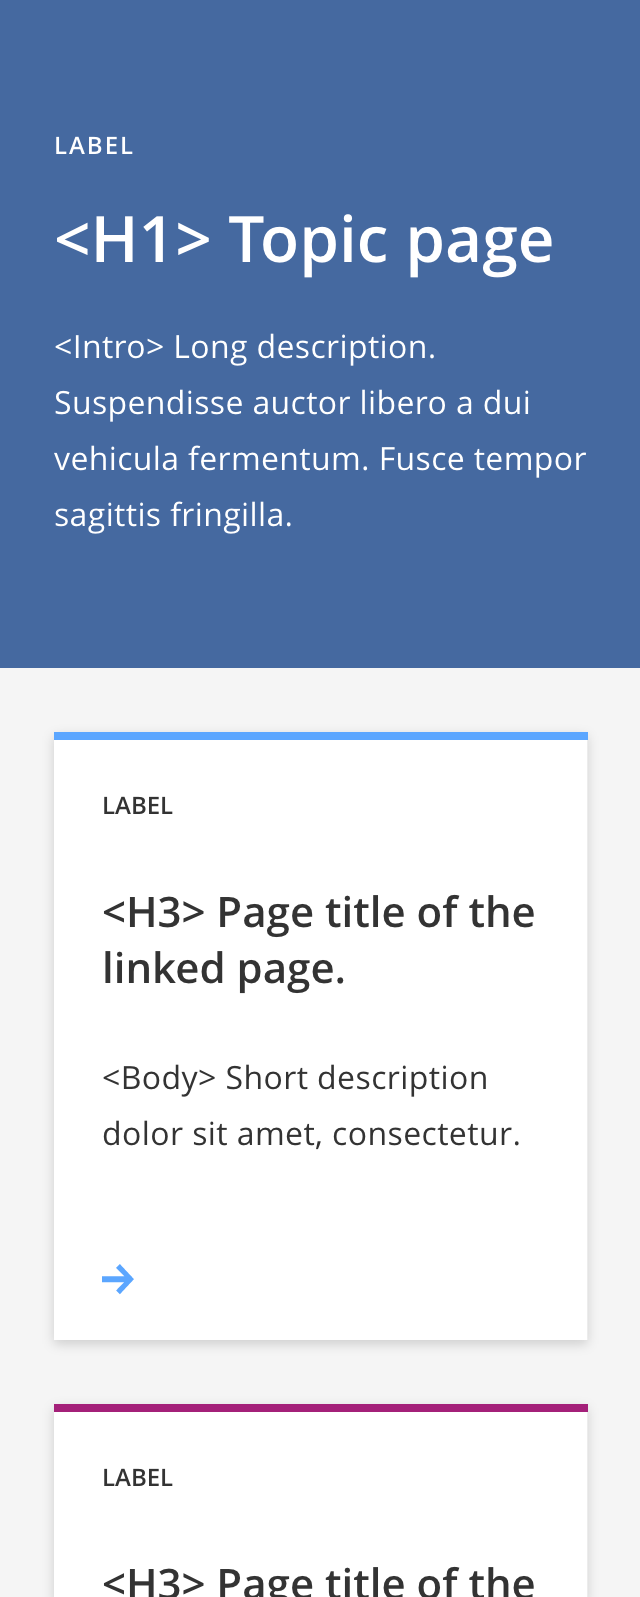 LABEL
<H1> Topic page
<Intro> Long description.
Suspendisse auctor libero a dui
vehicula fermentum. Fusce tempor
sagittis fringilla.
LABEL
<H3> Page title of the
linked page.
<Body> Short description
dolor sit amet, consectetur.
LABEL
<H3> Page title of the